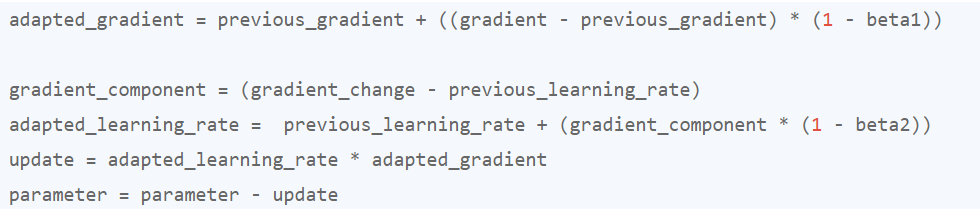 adapted_gradient = previous_gradient + ((gradient - previous_gradient) * (1 - beta1))
gradient_component = (gradient_change - previous_learning_rate)
adapted_learning_rate =  previous_learning_rate + (gradient_component * (1 - beta2))
update = adapted_learning_rate * adapted_gradient
parameter = parameter - update